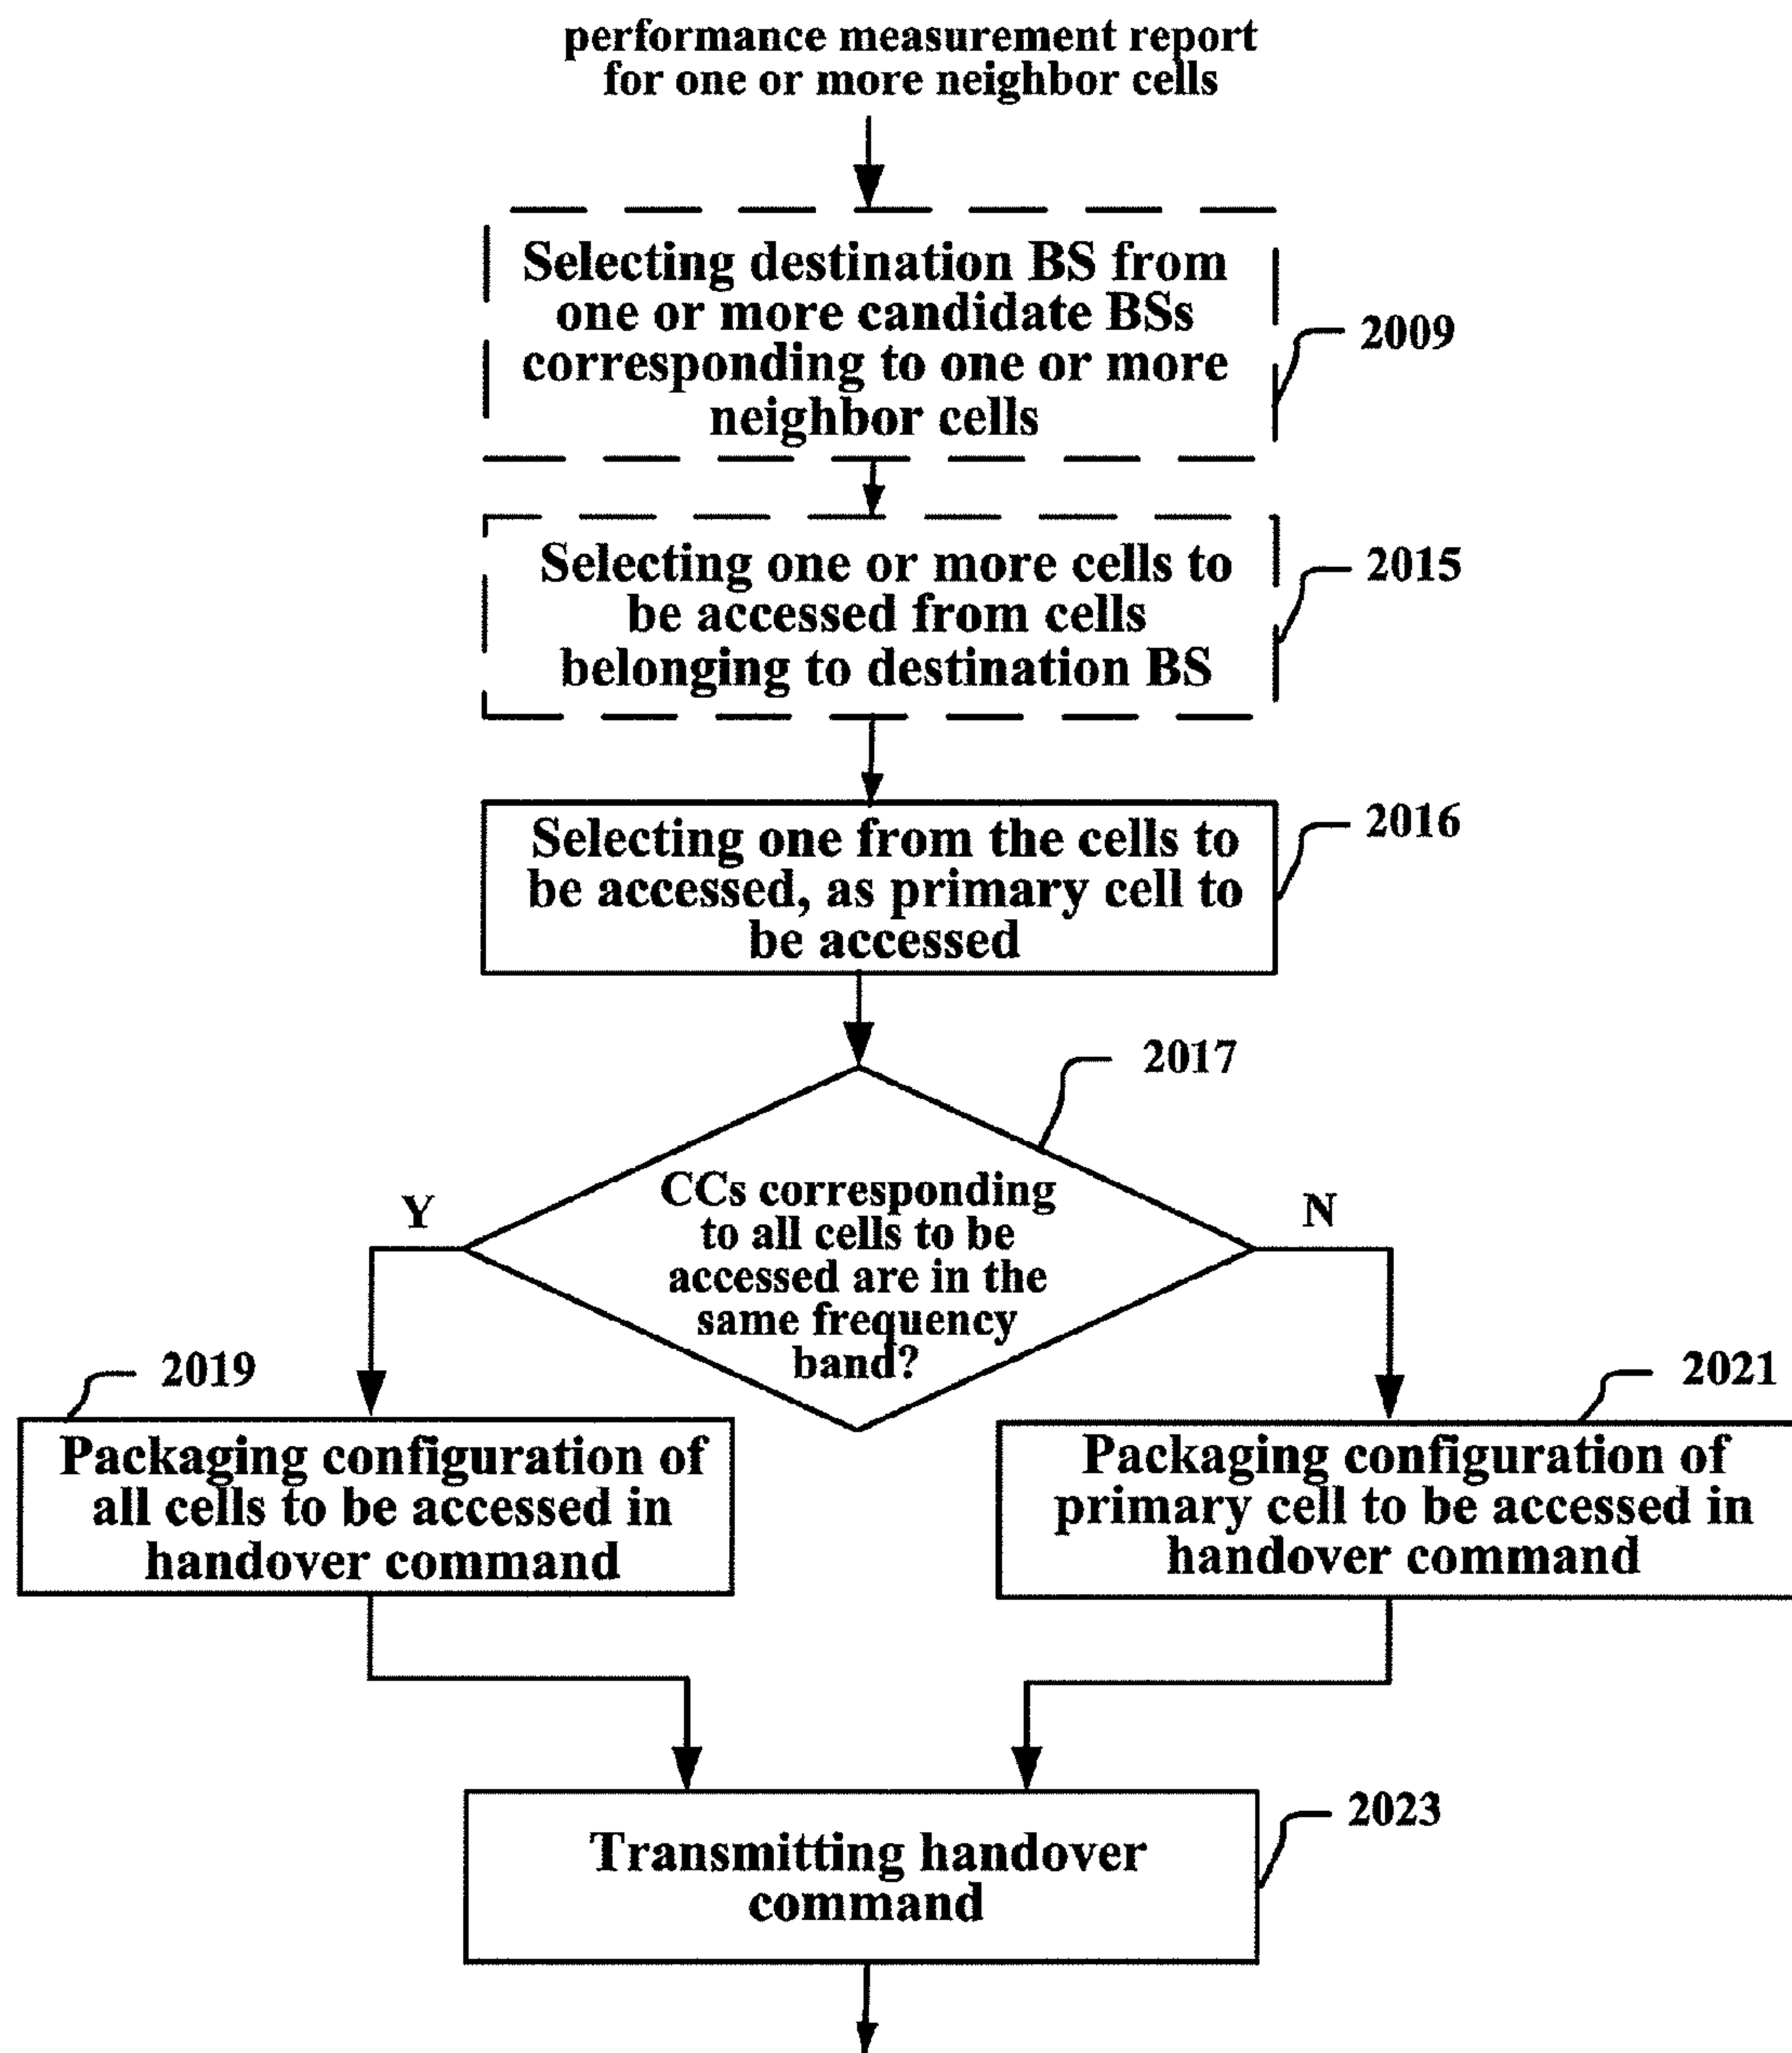 performance measurement report
for one or more neighbor cells
Selecting destination BS from
one or more candidate BSs
corresponding to one or more
neighbor cells
2009
Selecting one or more cells to
be accessed from cells
belonging to destination BS
2015
Selecting one from the cells to
be accessed, as primary cell to
be accessed
2016
2017
CCs corresponding
to all cells to be
accessed are in the
same frequency
band?
Y
N
2019
Packaging configuration of
all cells to be accessed in
handover command
2021
Packaging configuration of
primary cell to be accessed in
handover command
Transmitting handover
command
2023